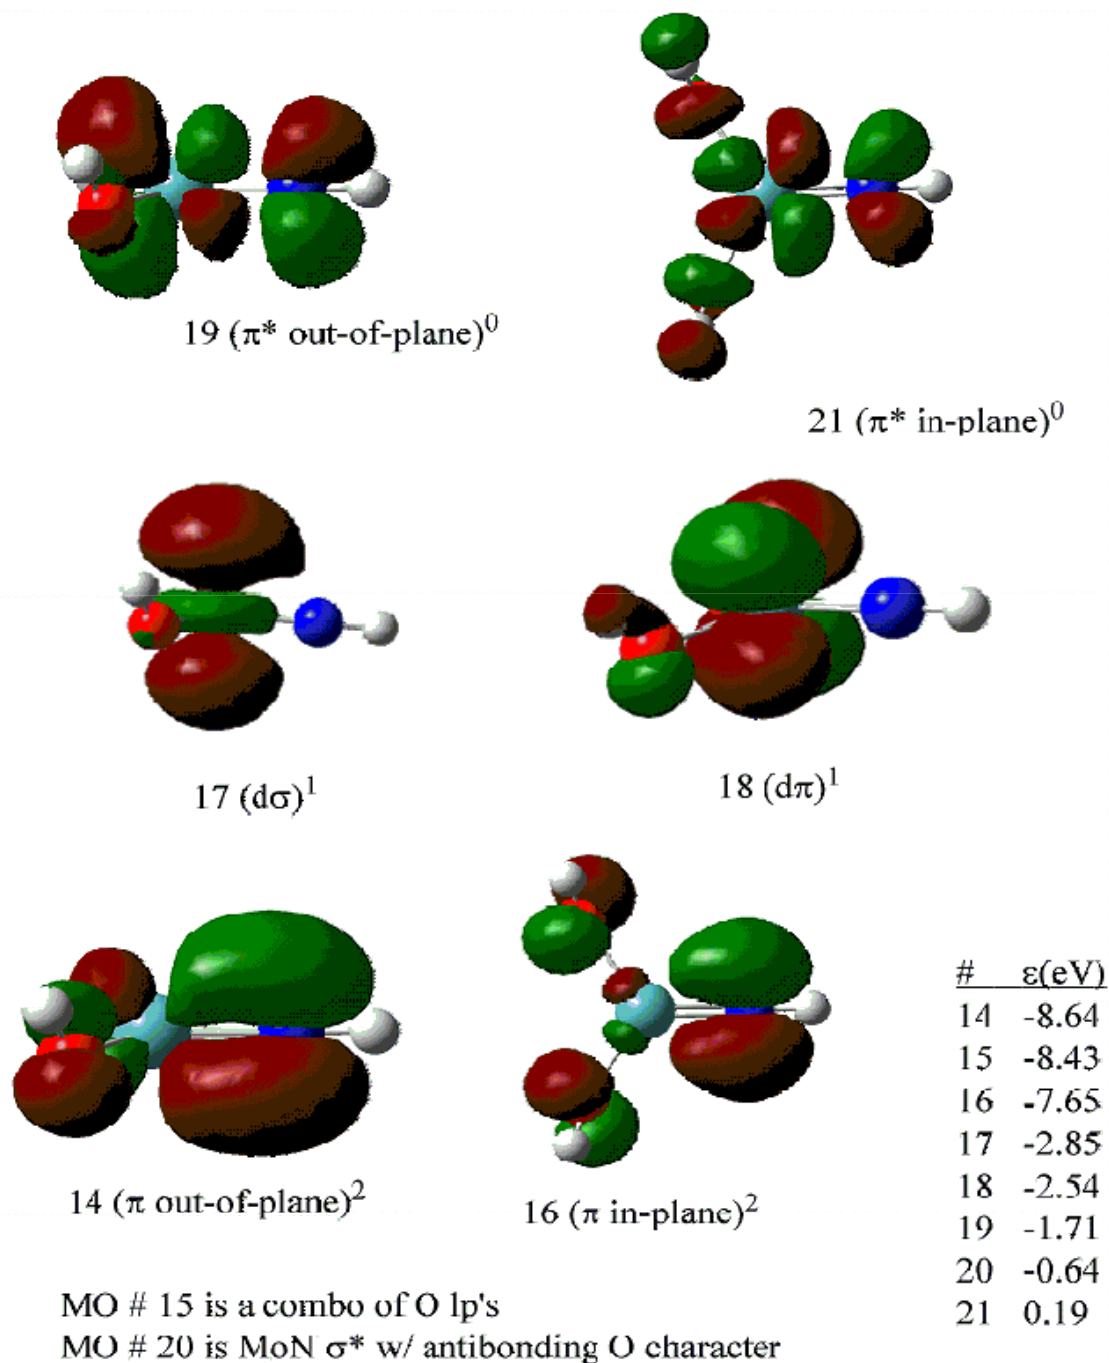 19 (π* out-of-plane)⁰
21 (π* in-plane)⁰
17 (dσ)¹
18 (dπ)¹
14 (π out-of-plane)²
16 (π in-plane)²
# ε(eV)
14 -8.64
15 -8.43
16 -7.65
17 -2.85
18 -2.54
19 -1.71
20 -0.64
21 0.19
MO # 15 is a combo of O lp's
MO # 20 is MoN σ* w/ antibonding O character